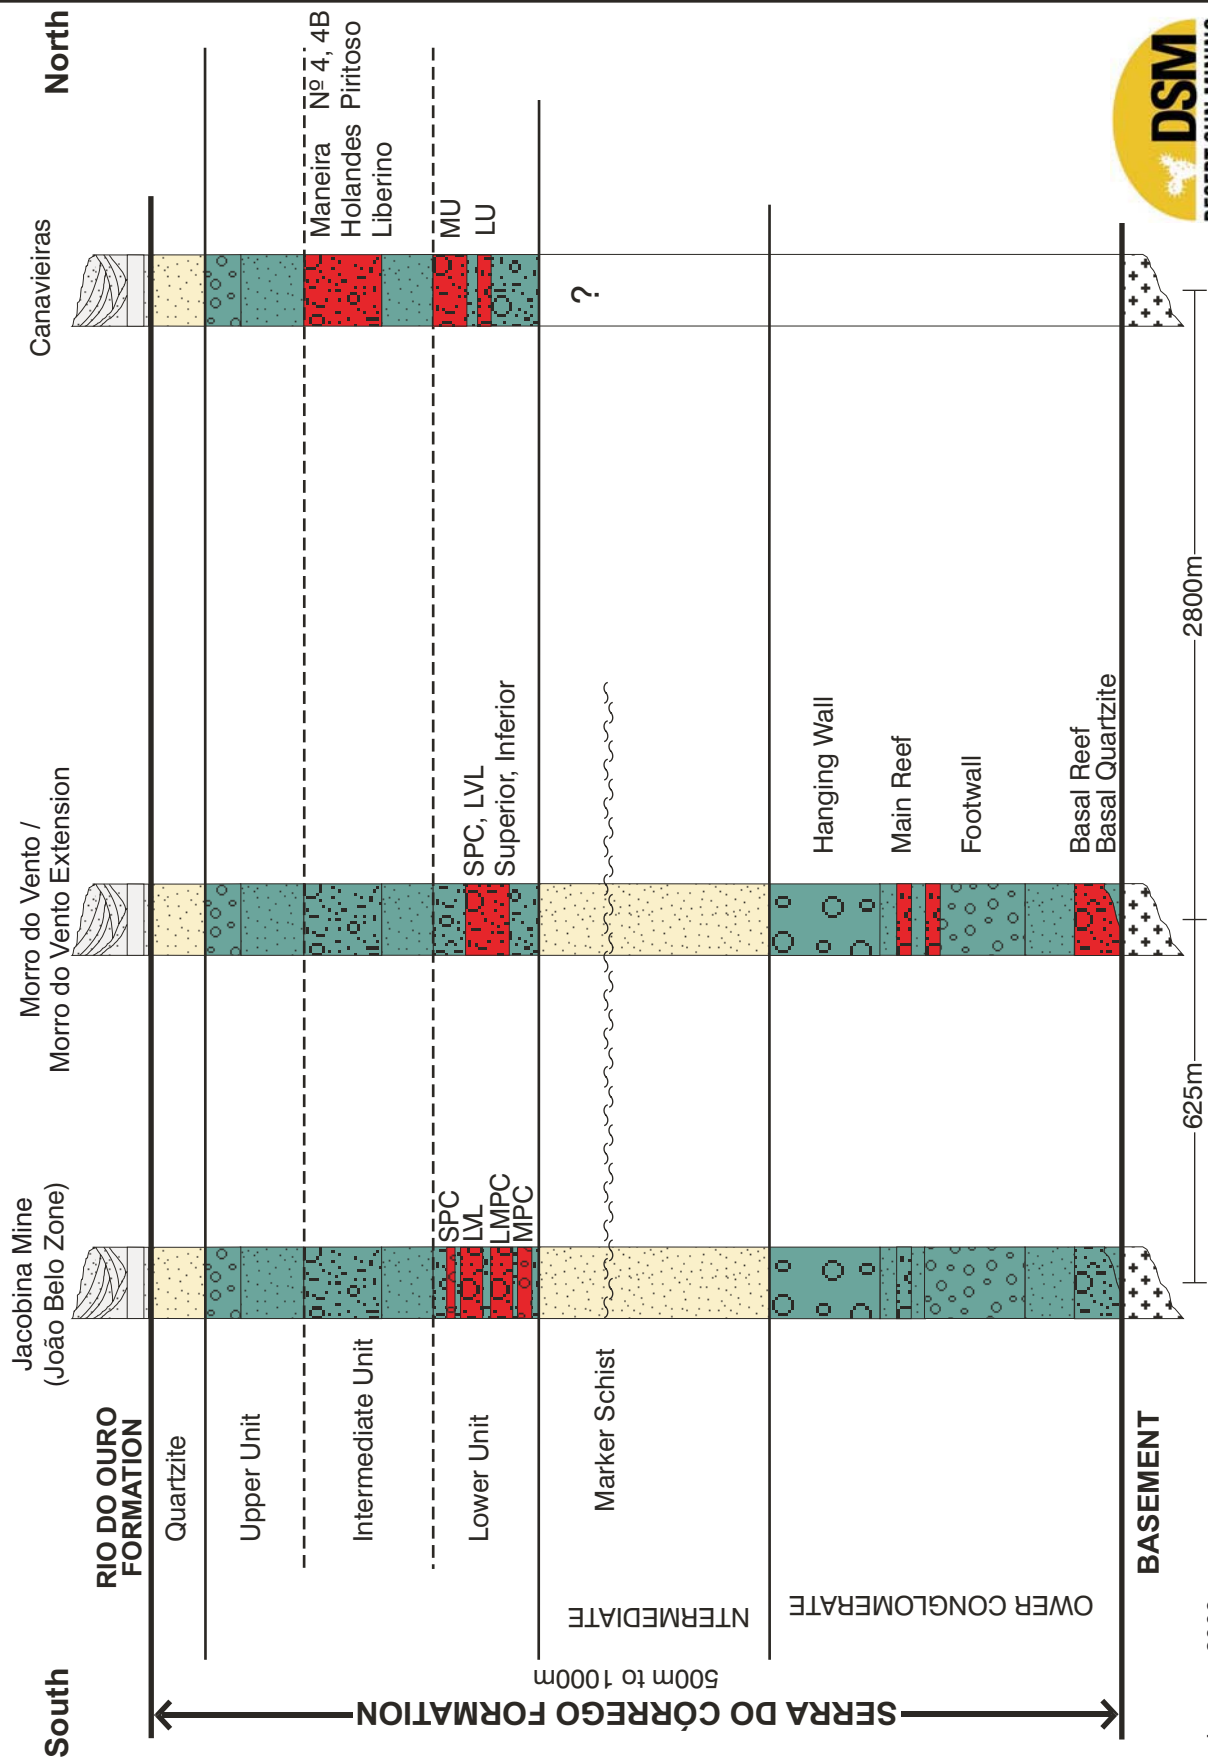 South
North
Jacobina Mine
(João Belo Zone)
Morro do Vento /
Morro do Vento Extension
Canavieiras
RIO DO OURO
FORMATION
Quartzite
Upper Unit
Intermediate Unit
Maneira
Nº 4, 4B
Holandes
Piritoso
Liberino
Lower Unit
SPC
LVL
LMPC
MPC
SPC, LVL
Superior, Inferior
MU
LU
Marker Schist
?
NTERMEDIATE
OWER CONGLOMERATE
500m to 1000m
SERRA DO CÓRREGO FORMATION
Hanging Wall
Main Reef
Footwall
Basal Reef
Basal Quartzite
BASEMENT
625m
2800m
DSM
DESERT SUN MINING